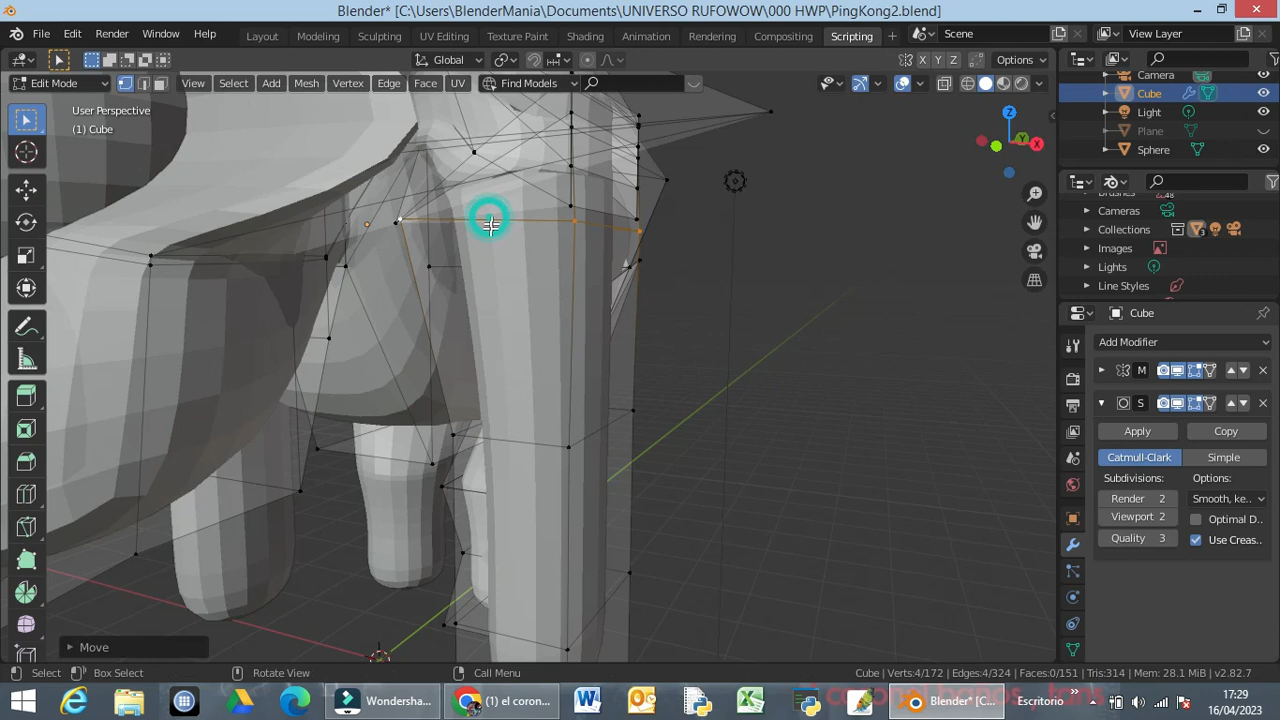 Blender* [C:\Users\BlenderMania\Documents\UNIVERSO RUFOWOW\000 HWP\PingKong2.blend]
File Edit Render Window Help Layout Modeling Sculpting UV Editing Texture Paint Shading Animation Rendering Compositing Scripting Scene View Layer
Global X Y Z Options
Edit Mode View Select Add Mesh Vertex Edge Face UV Find Models
User Perspective
(1) Cube
Camera
Cube
Light
Plane
Sphere
Z
Y
X
Cameras
Collections
Images
Lights
Line Styles
Cube
Add Modifier
M
S
Apply Copy
Catmull-Clark Simple
Subdivisions: Options:
Render 2 Smooth, ke..
Viewport 2 Optimal D..
Quality 3 Use Creas..
Move
Select Box Select Rotate View Call Menu Cube | Verts:4/172 | Edges:4/324 | Faces:0/151 | Tris:314 | Mem: 28.1 MiB | v2.82.7
Wondersha... (1) el coron... Blender* [C:... Escritorio
17:29
16/04/2023